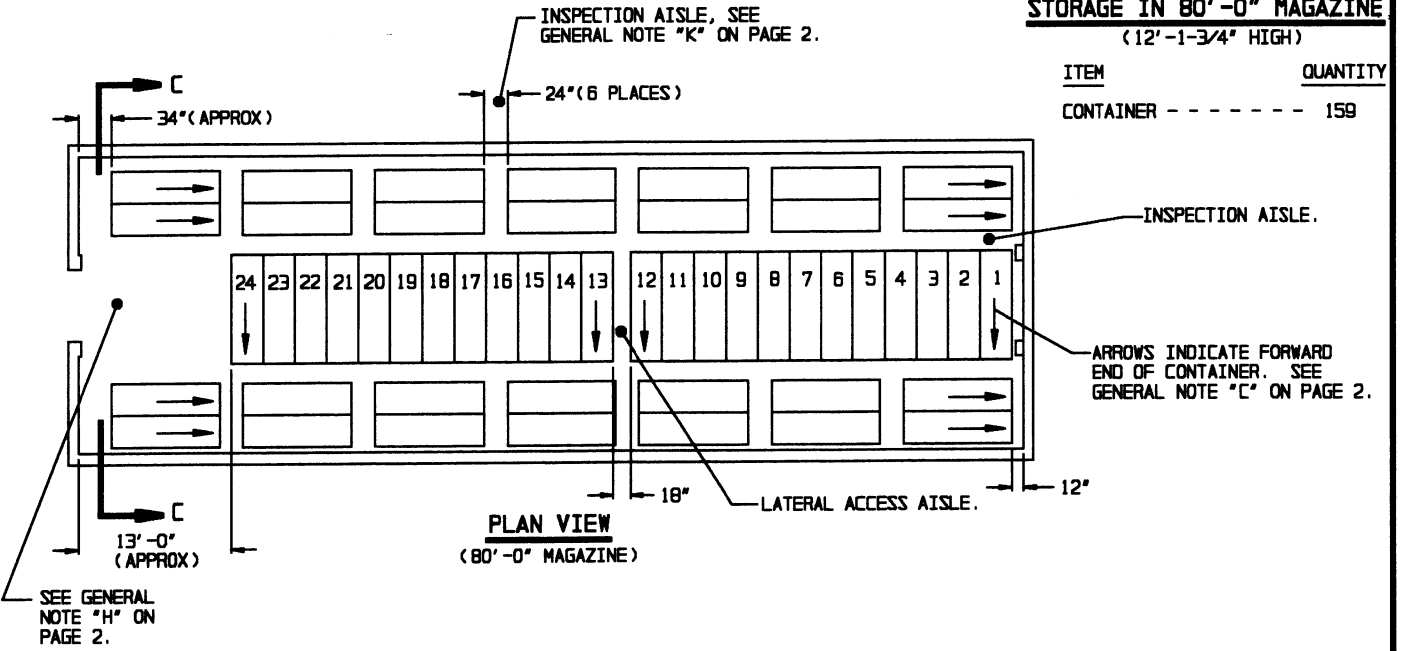 INSPECTION AISLE, SEE
GENERAL NOTE "K" ON PAGE 2.
STORAGE IN 80'-0" MAGAZINE
(12'-1-3/4" HIGH)
ITEM QUANTITY
CONTAINER - - - - - - - 159
C
34"(APPROX)
24"(6 PLACES)
INSPECTION AISLE.
24 23 22 21 20 19 18 17 16 15 14 13 12 11 10 9 8 7 6 5 4 3 2 1
ARROWS INDICATE FORWARD
END OF CONTAINER. SEE
GENERAL NOTE "C" ON PAGE 2.
C
13'-0"
(APPROX)
18"
LATERAL ACCESS AISLE.
12"
PLAN VIEW
(80'-0" MAGAZINE)
SEE GENERAL
NOTE "H" ON
PAGE 2.